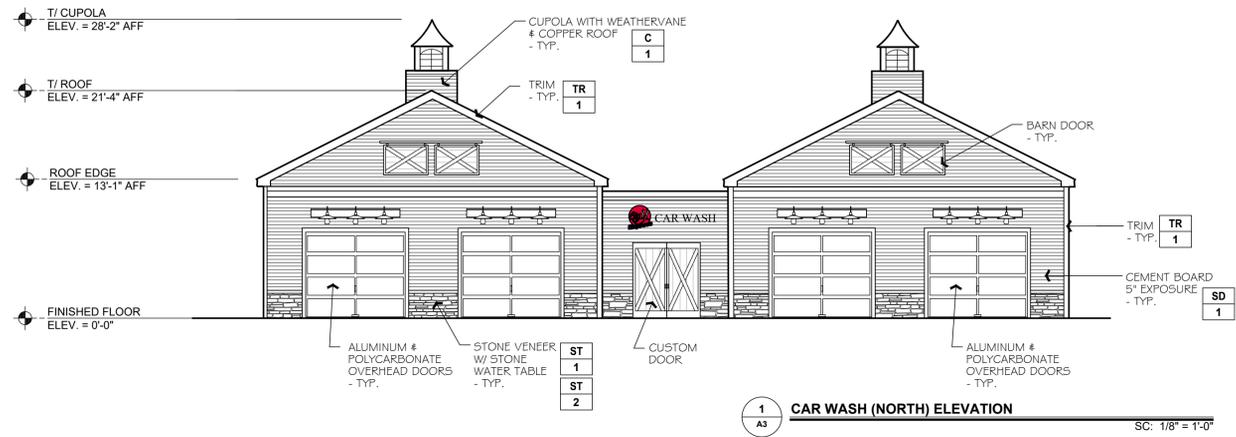 T/ CUPOLA
ELEV. = 28'-2" AFF
CUPOLA WITH WEATHERVANE
& COPPER ROOF
- TYP.
C
1
T/ ROOF
ELEV. = 21'-4" AFF
TRIM
- TYP.
TR
1
BARN DOOR
- TYP.
ROOF EDGE
ELEV. = 13'-1" AFF
CAR WASH
TRIM
- TYP.
TR
1
CEMENT BOARD
5" EXPOSURE
- TYP.
SD
1
FINISHED FLOOR
ELEV. = 0'-0"
ALUMINUM &
POLYCARBONATE
OVERHEAD DOORS
- TYP.
STONE VENEER
W/ STONE
WATER TABLE
- TYP.
ST
1
ST
2
CUSTOM
DOOR
ALUMINUM &
POLYCARBONATE
OVERHEAD DOORS
- TYP.
1
A3
CAR WASH (NORTH) ELEVATION
SC: 1/8" = 1'-0"